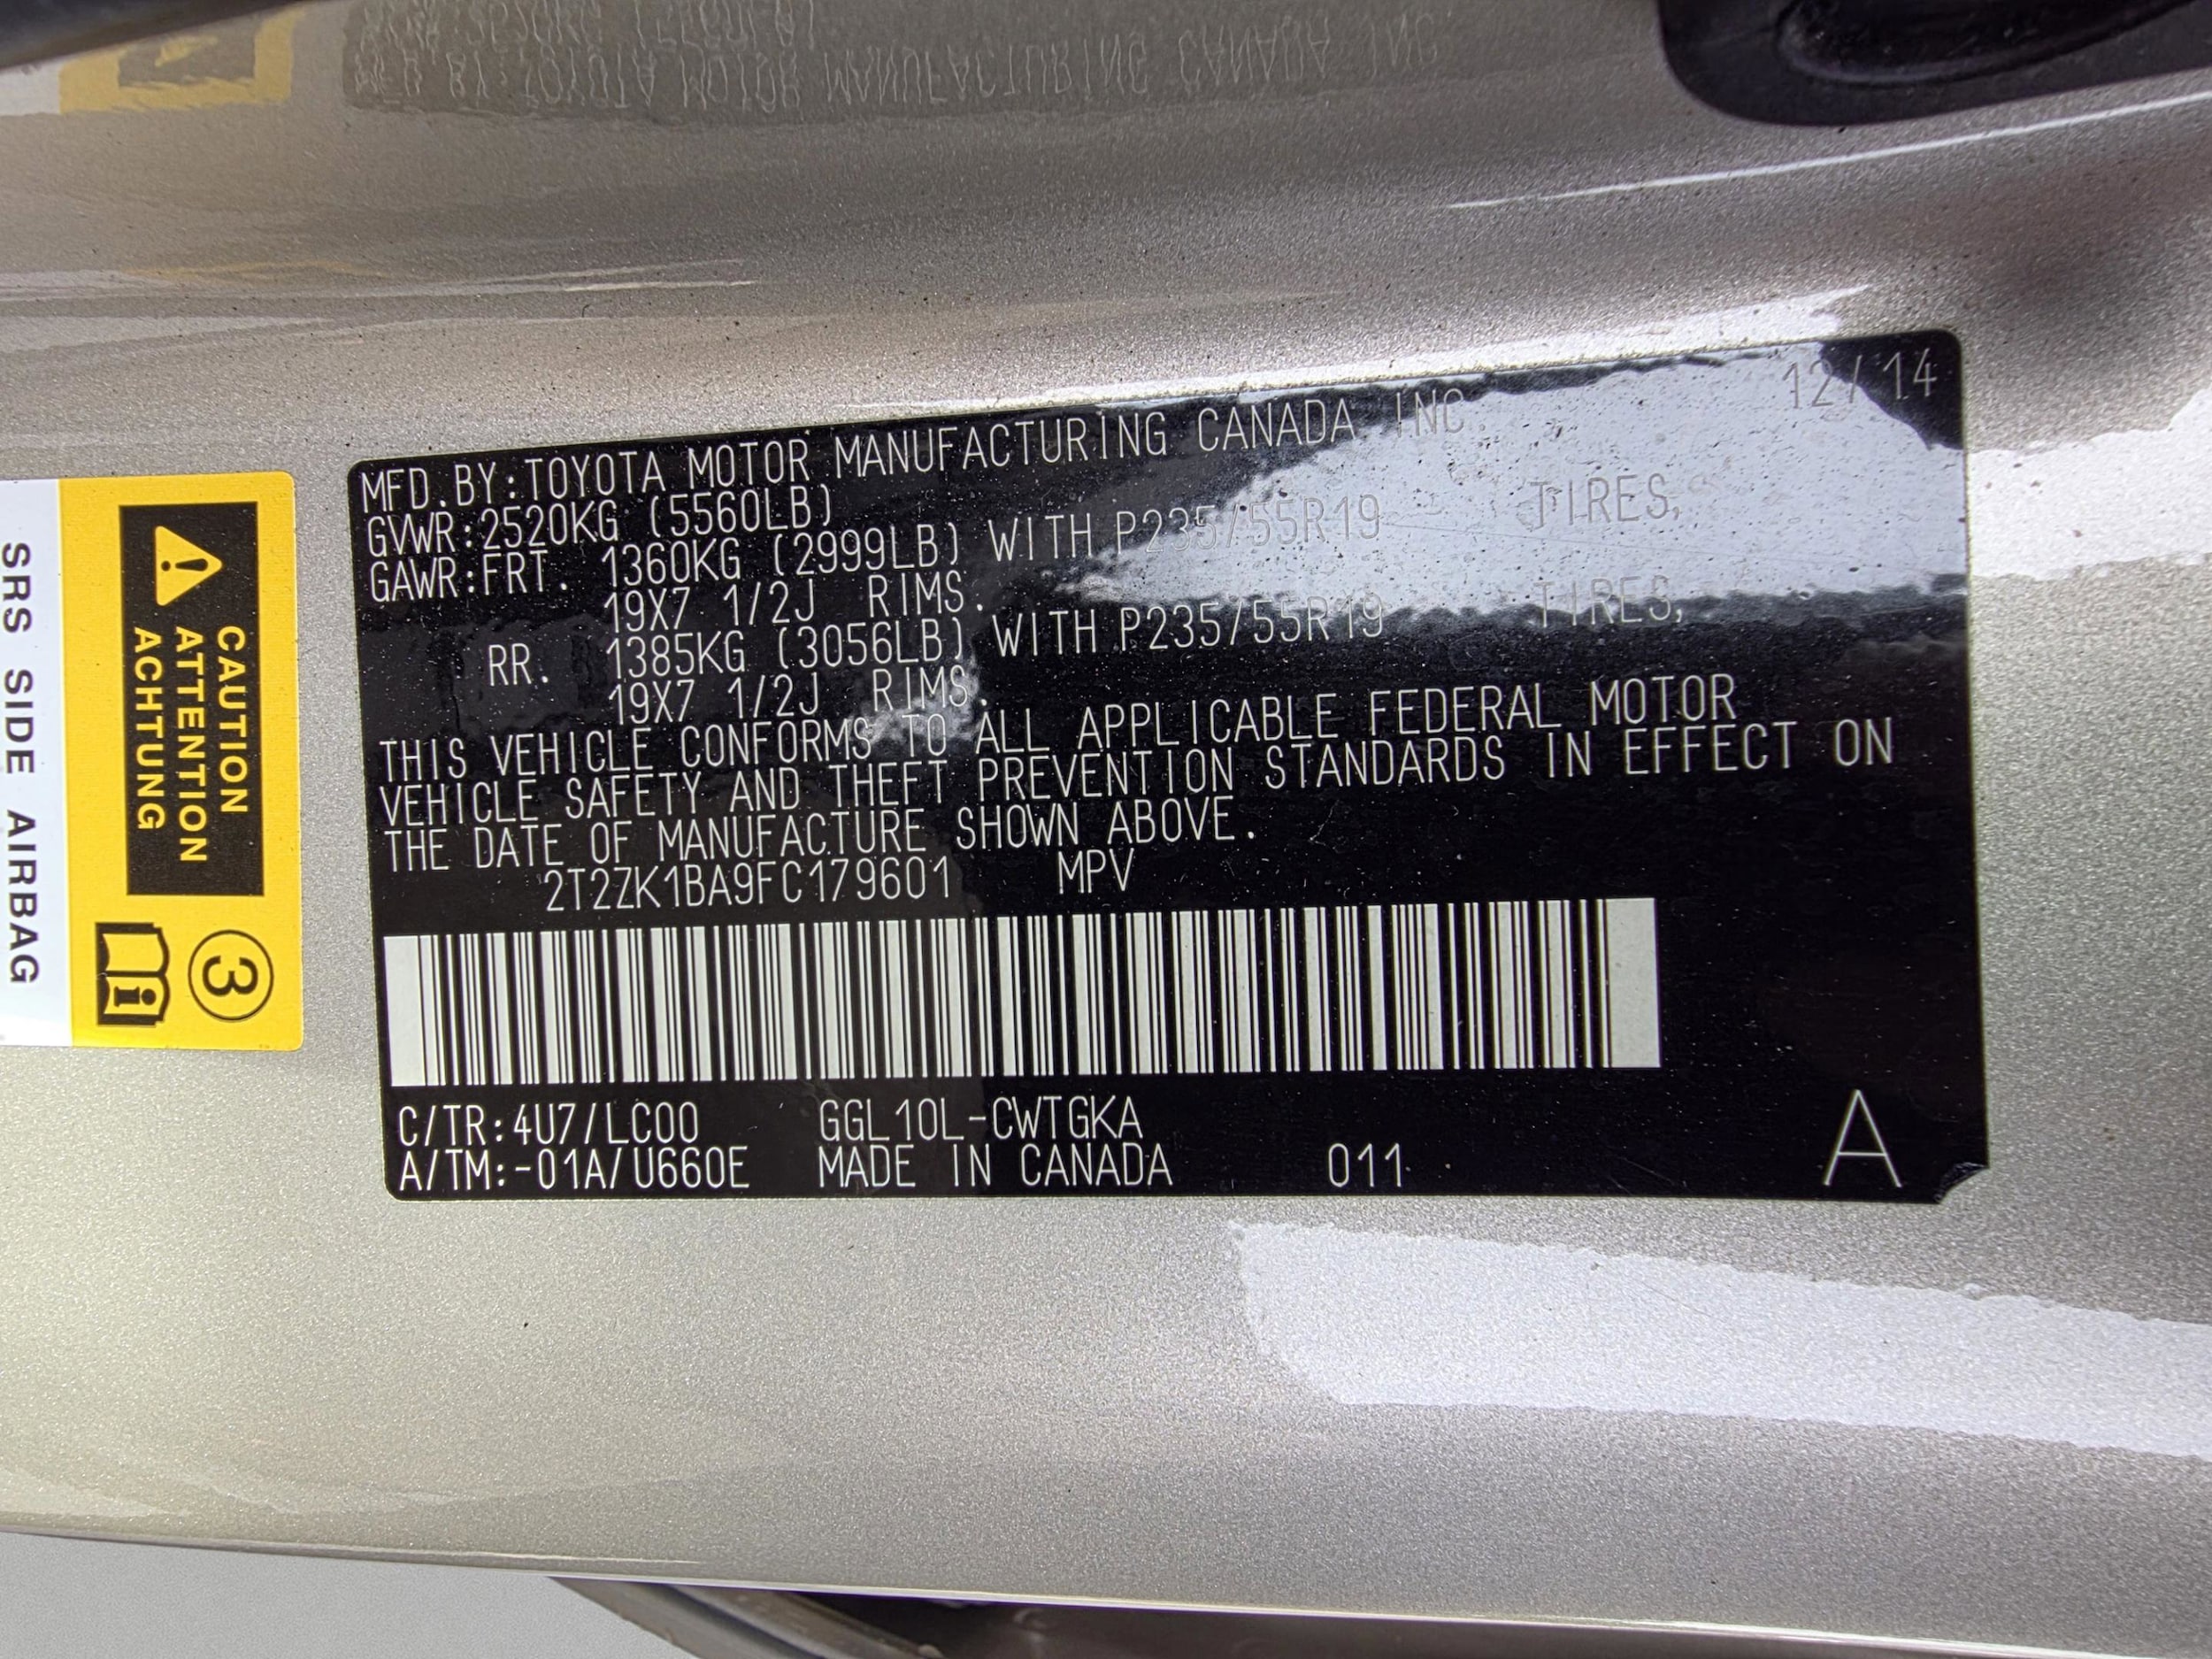 MFD.BY:TOYOTA MOTOR MANUFACTURING CANADA INC. 12/14
GVWR:2520KG (5560LB)
GAWR:FRT. 1360KG (2999LB) WITH P235/55R19 TIRES,
19X7 1/2J RIMS.
RR. 1385KG (3056LB) WITH P235/55R19 TIRES,
19X7 1/2J RIMS.
THIS VEHICLE CONFORMS TO ALL APPLICABLE FEDERAL MOTOR
VEHICLE SAFETY AND THEFT PREVENTION STANDARDS IN EFFECT ON
THE DATE OF MANUFACTURE SHOWN ABOVE.
2T2ZK1BA9FC179601 MPV
C/TR:4U7/LC00 GGL10L-CWTGKA
A/TM:-01A/U660E MADE IN CANADA 011 A
CAUTION
ATTENTION
ACHTUNG
3
i
SRS SIDE AIRBAG